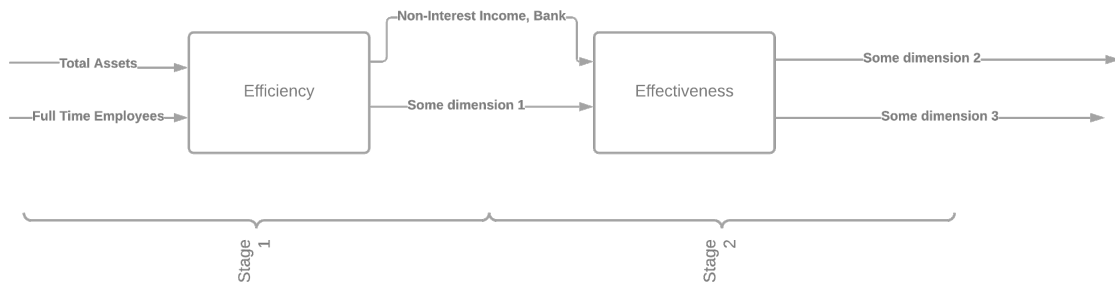 Non-Interest Income, Bank
Total Assets
Efficiency
Full Time Employees
Some dimension 1
Effectiveness
Some dimension 2
Some dimension 3
Stage 1
Stage 2